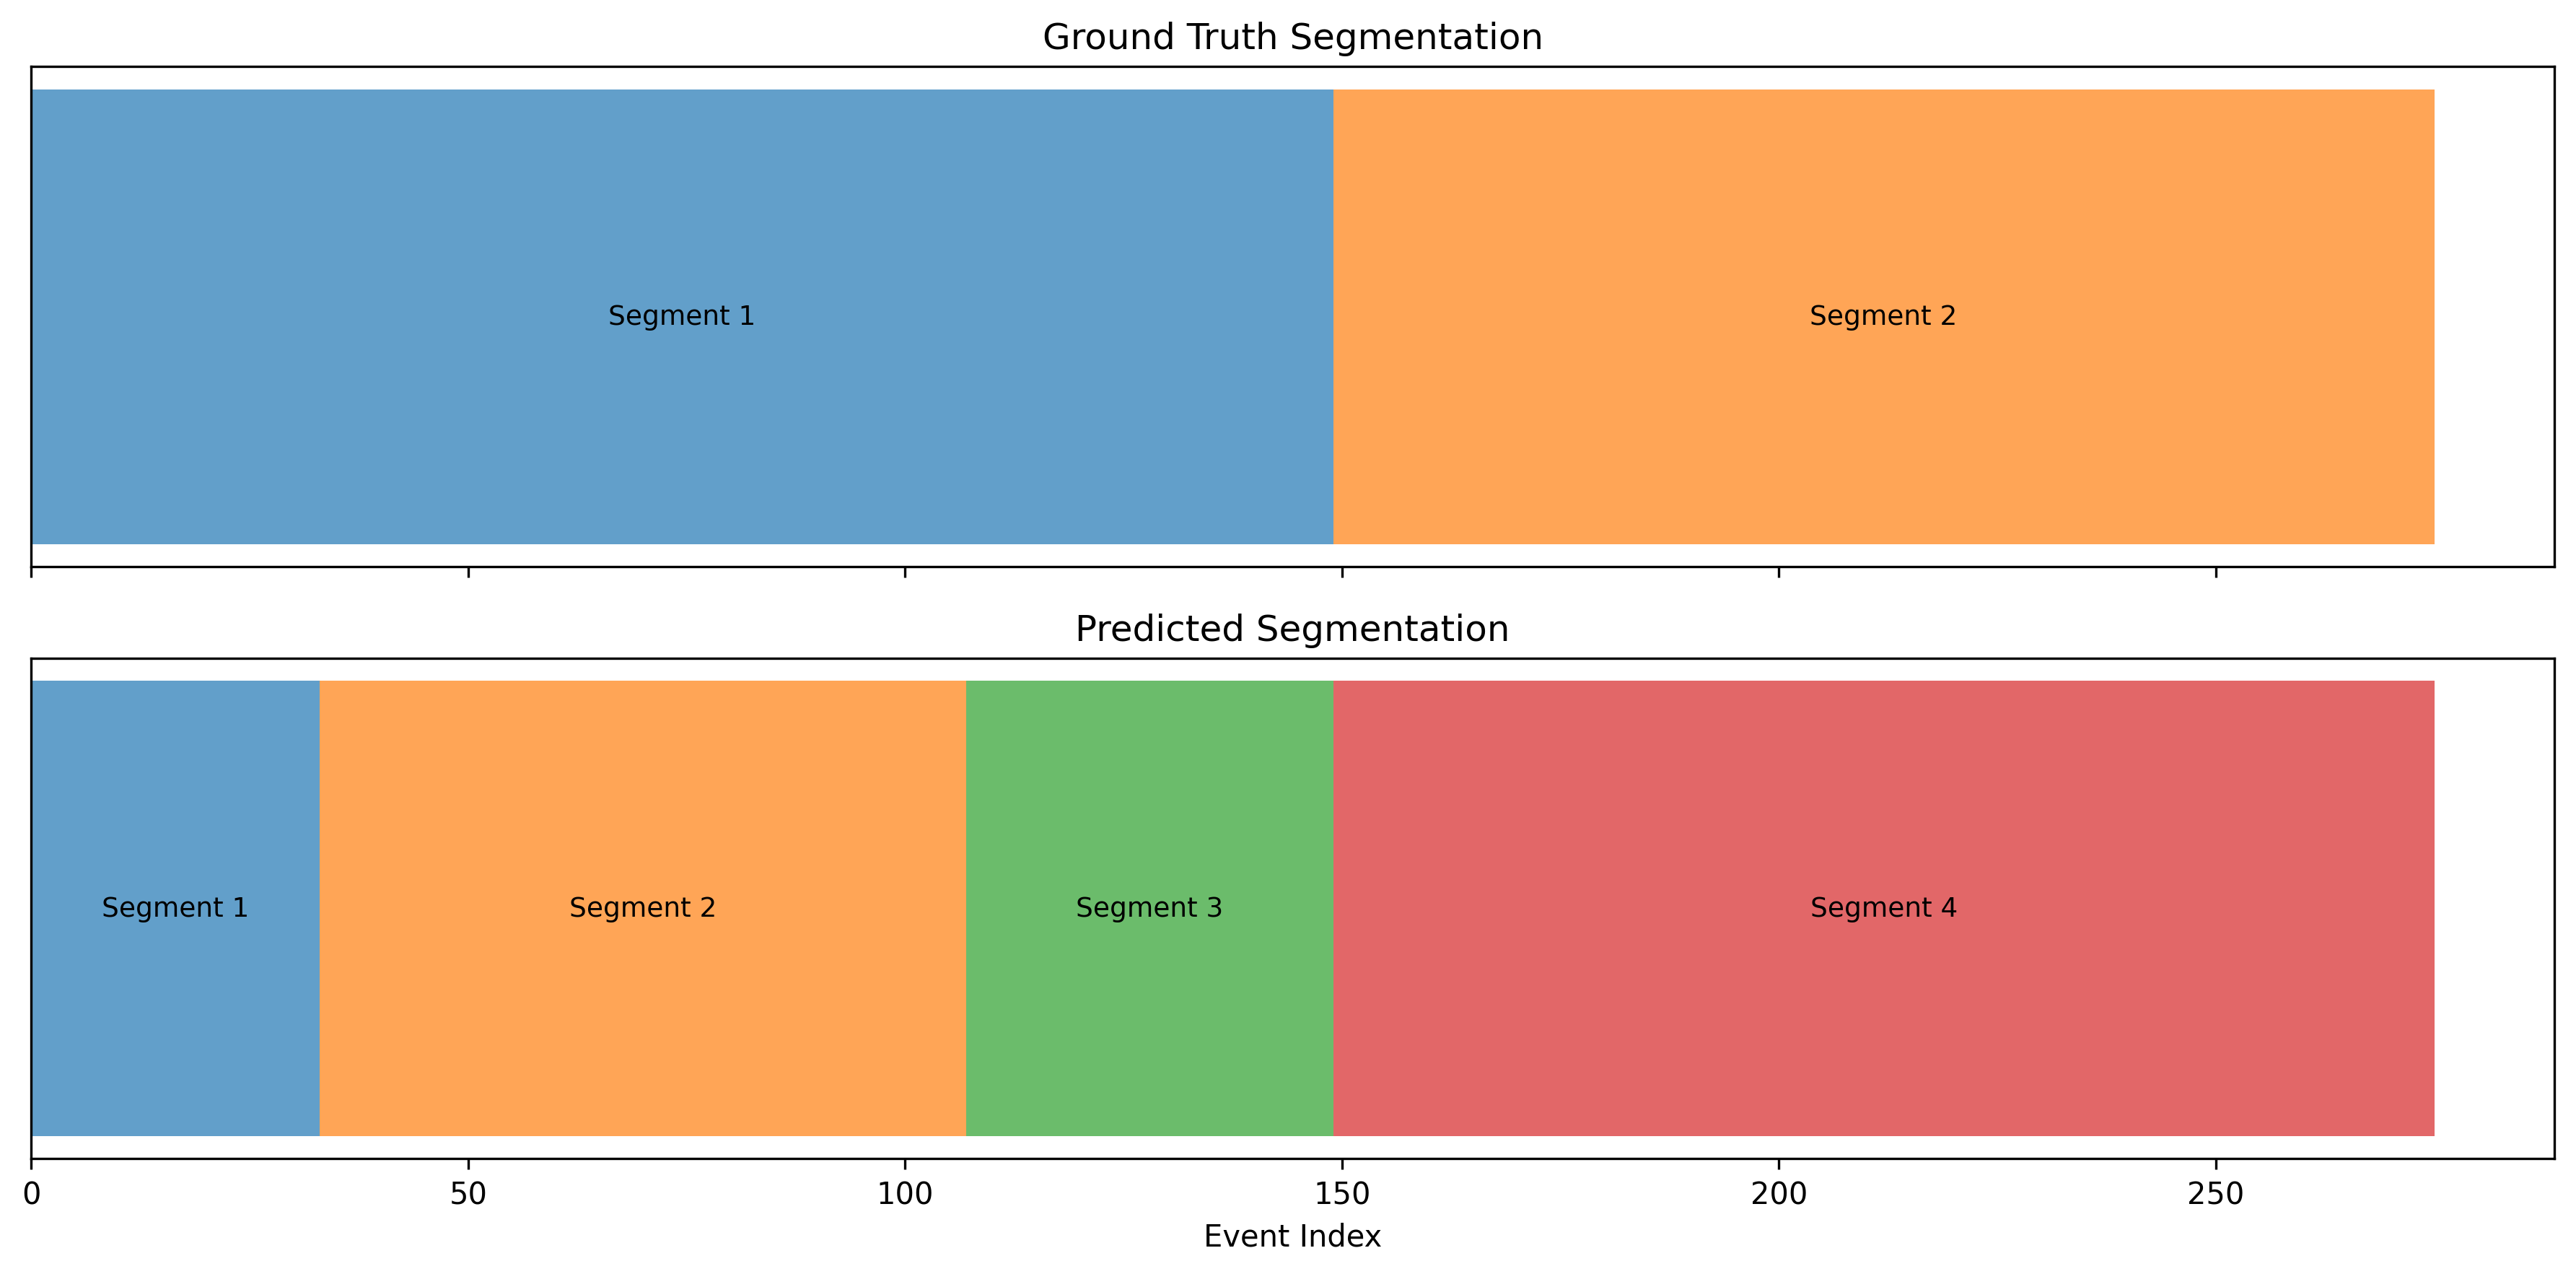 Ground Truth Segmentation
Segment 1 Segment 2
Predicted Segmentation
Segment 1 Segment 2 Segment 3 Segment 4
0 50 100 150 200 250
Event Index